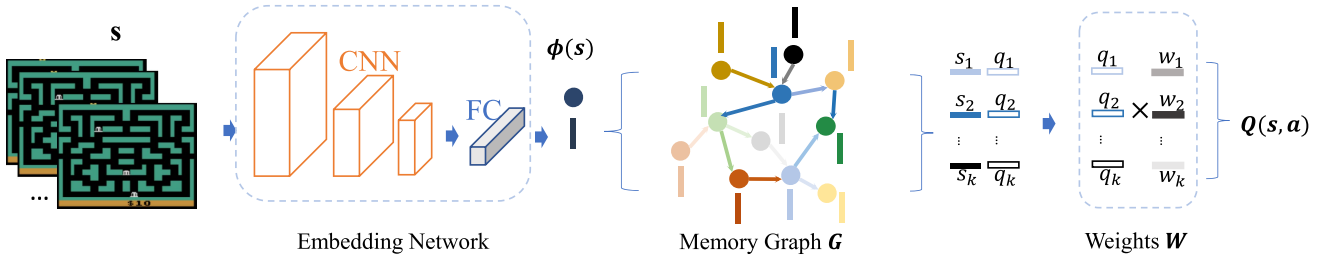 s
CNN
FC
ϕ(s)
s₁ q₁
s₂ q₂
⋮ ⋮
sₖ qₖ
q₁ w₁
q₂ × w₂
⋮ ⋮
qₖ wₖ
Q(s,a)
...
$10
Embedding Network
Memory Graph G
Weights W